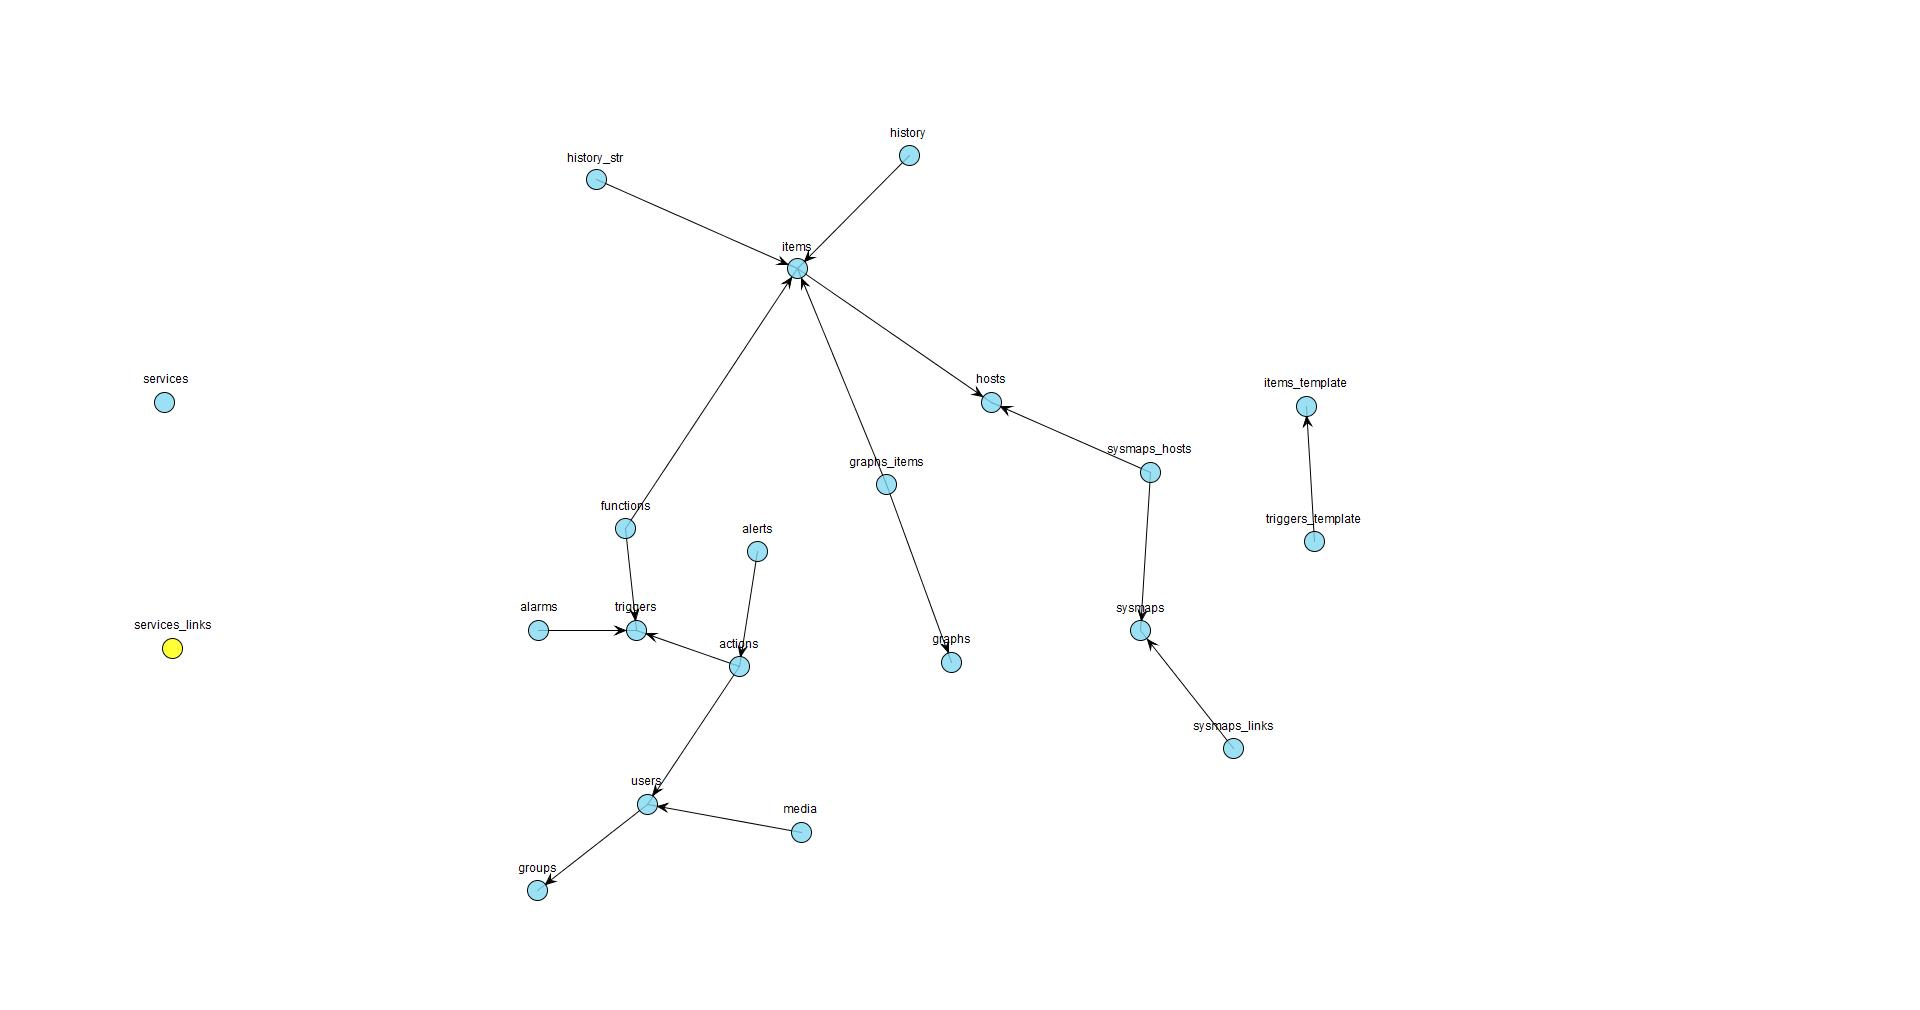 history
history_str
items
services
hosts
items_template
sysmaps_hosts
graphs_items
functions
triggers_template
alerts
alarms
triggers
sysmaps
services_links
graphs
actions
sysmaps_links
users
media
groups